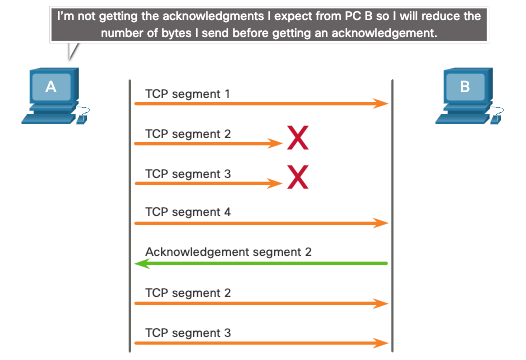 I'm not getting the acknowledgments I expect from PC B so I will reduce the
number of bytes I send before getting an acknowledgement.
A
B
TCP segment 1
TCP segment 2
X
TCP segment 3
X
TCP segment 4
Acknowledgement segment 2
TCP segment 2
TCP segment 3